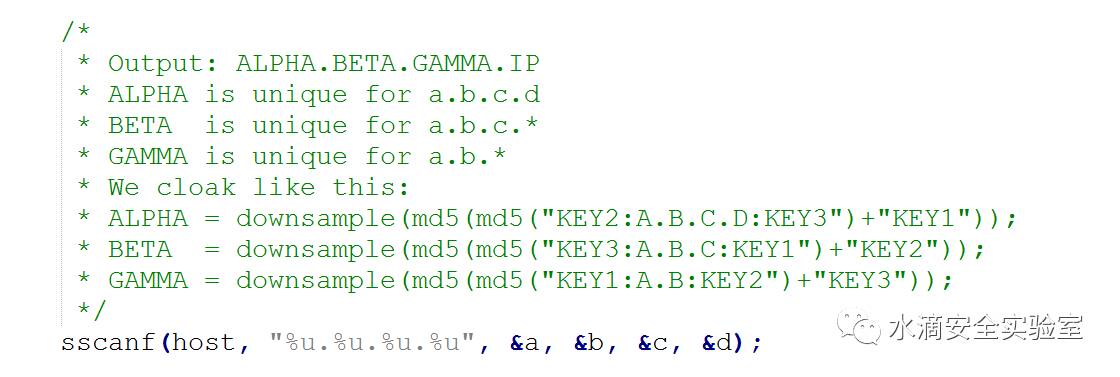 /*
* Output: ALPHA.BETA.GAMMA.IP
* ALPHA is unique for a.b.c.d
* BETA  is unique for a.b.c.*
* GAMMA is unique for a.b.*
* We cloak like this:
* ALPHA = downsample(md5(md5("KEY2:A.B.C.D:KEY3")+"KEY1"));
* BETA  = downsample(md5(md5("KEY3:A.B.C:KEY1")+"KEY2"));
* GAMMA = downsample(md5(md5("KEY1:A.B:KEY2")+"KEY3"));
*/
sscanf(host, "%u.%u.%u.%u", &a, &b, &c, &d);
水滴安全实验室